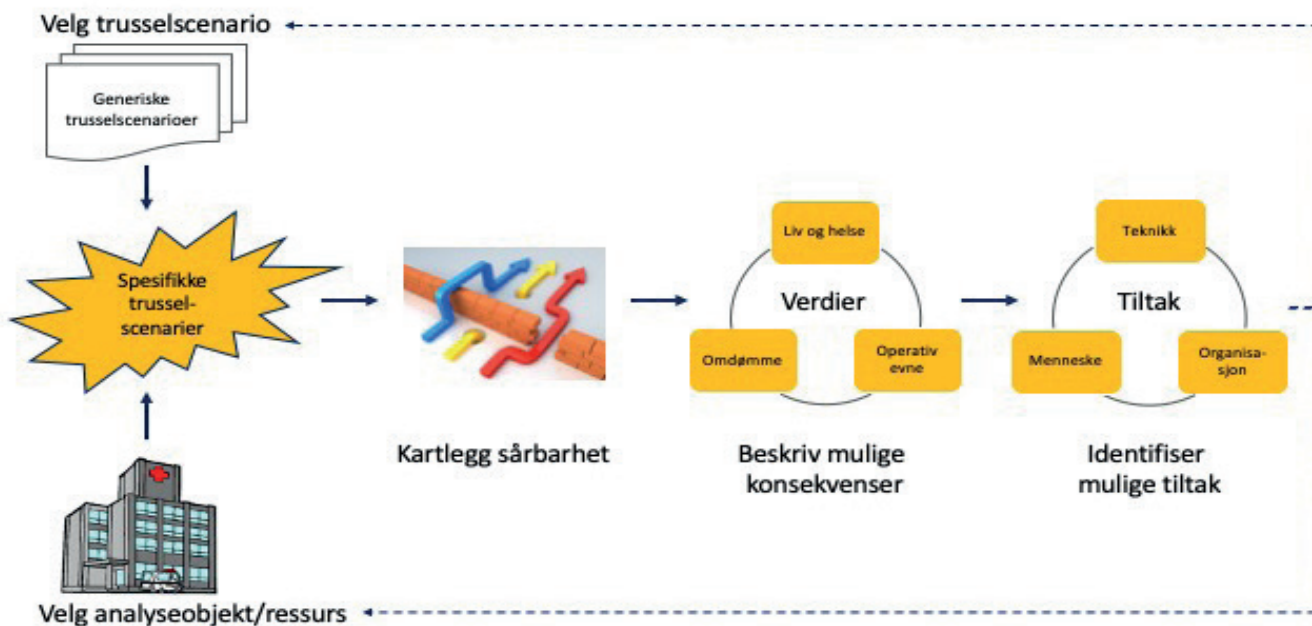 Velg trusselscenario
Generiske
trusselscenarioer
Spesifikke
trussel-
scenarier
Velg analyseobjekt/ressurs
Kartlegg sårbarhet
Liv og helse
Verdier
Omdømme
Operativ
evne
Beskriv mulige
konsekvenser
Teknikk
Tiltak
Menneske
Organisa-
sjon
Identifiser
mulige tiltak